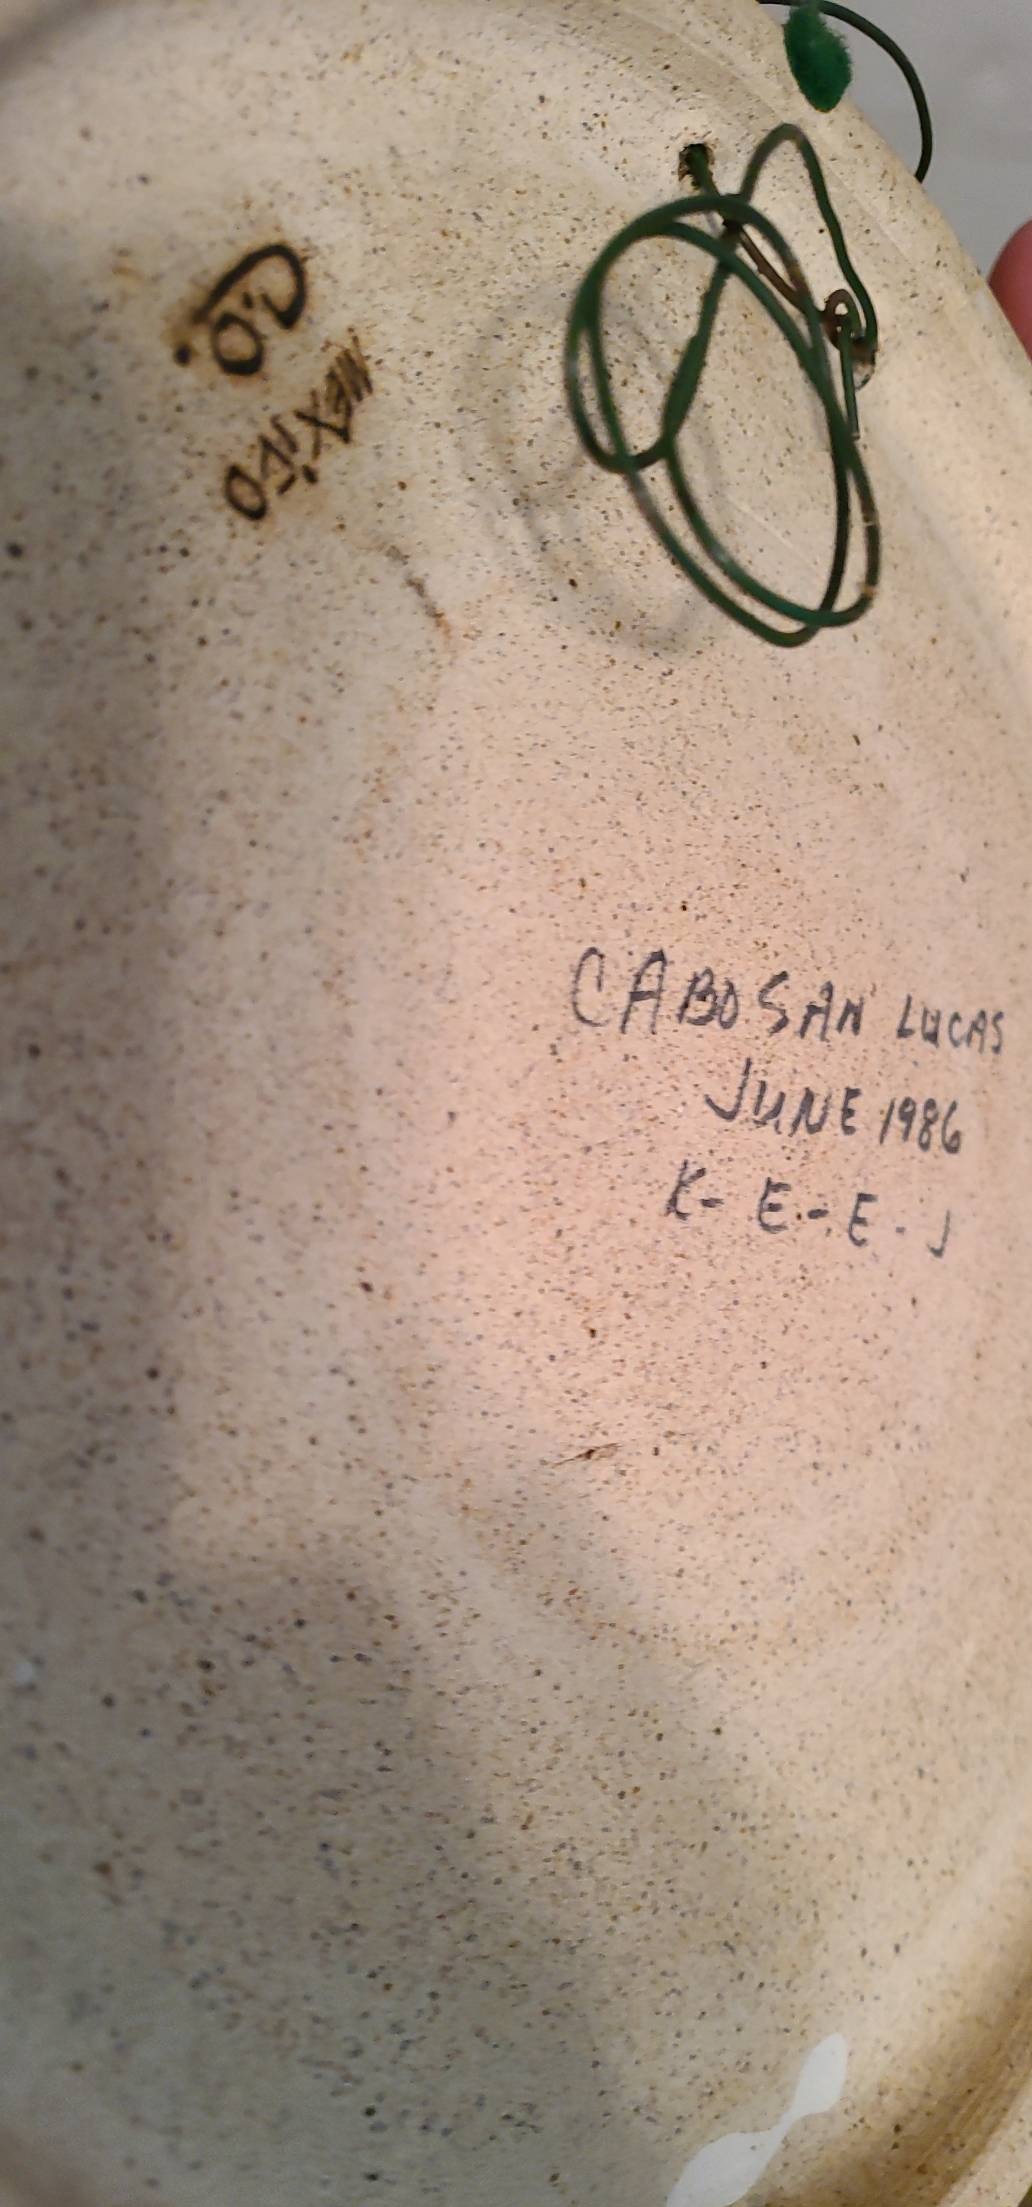 MEXICO
CABO SAN LUCAS
JUNE 1986
K - E - E - J